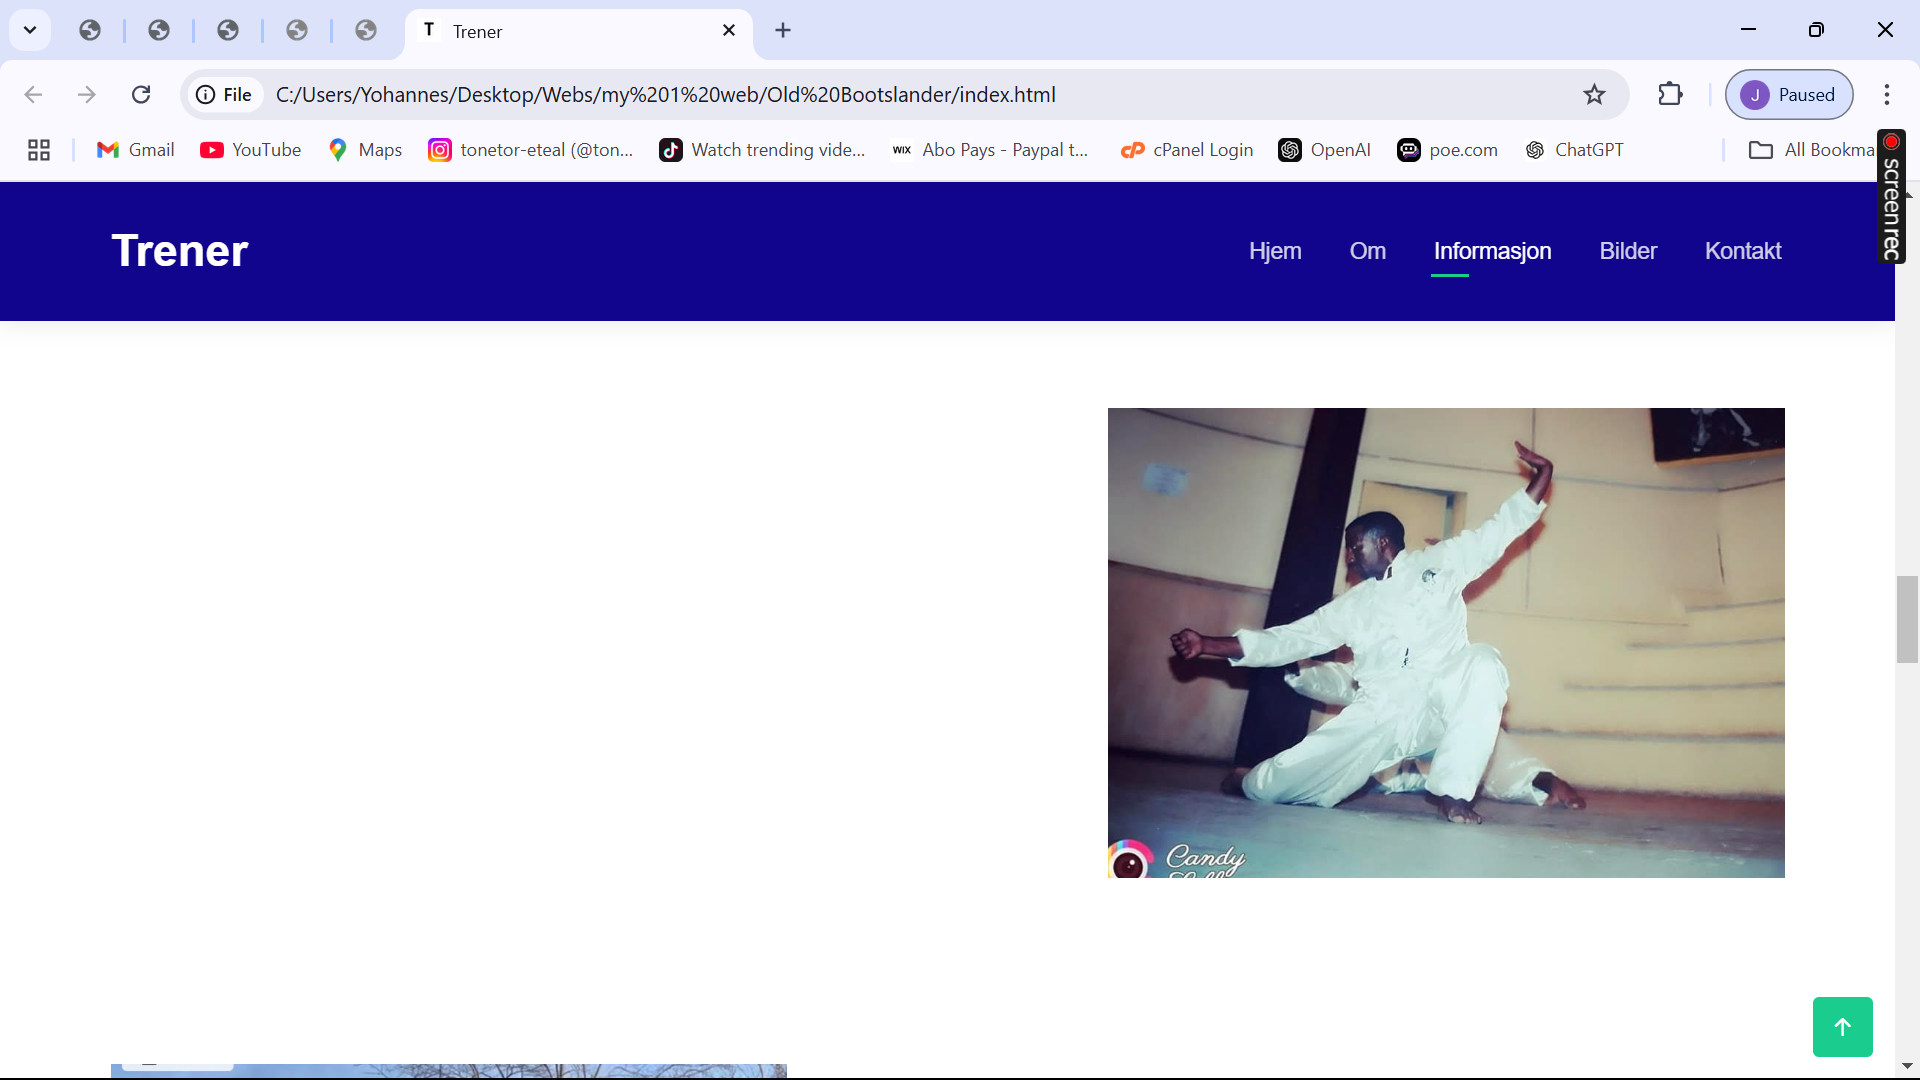 T Trener
File C:/Users/Yohannes/Desktop/Webs/my%201%20web/Old%20Bootslander/index.html J Paused
Gmail YouTube Maps tonetor-eteal (@ton... Watch trending vide... WIX Abo Pays - Paypal t... cP cPanel Login OpenAI poe.com ChatGPT All Bookma
screenrec
Trener Hjem Om Informasjon Bilder Kontakt
Candy